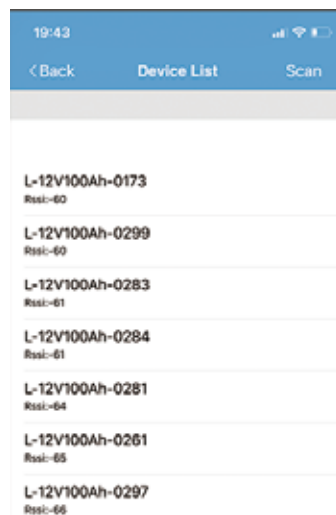 19:43
<Back Device List Scan
L-12V100Ah-0173
Rssi:-60
L-12V100Ah-0299
Rssi:-60
L-12V100Ah-0283
Rssi:-61
L-12V100Ah-0284
Rssi:-61
L-12V100Ah-0281
Rssi:-64
L-12V100Ah-0261
Rssi:-65
L-12V100Ah-0297
Rssi:-66